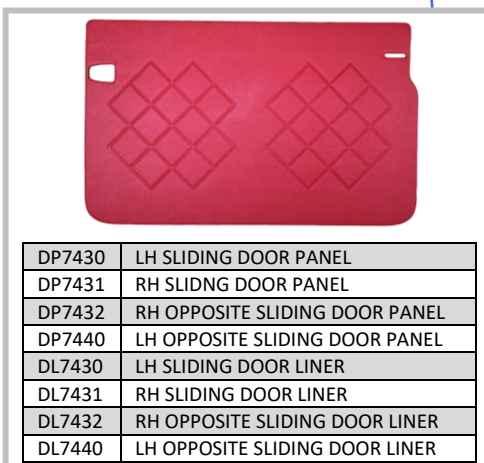 DP7430 LH SLIDING DOOR PANEL
DP7431 RH SLIDNG DOOR PANEL
DP7432 RH OPPOSITE SLIDING DOOR PANEL
DP7440 LH OPPOSITE SLIDING DOOR PANEL
DL7430 LH SLIDING DOOR LINER
DL7431 RH SLIDING DOOR LINER
DL7432 RH OPPOSITE SLIDING DOOR LINER
DL7440 LH OPPOSITE SLIDING DOOR LINER